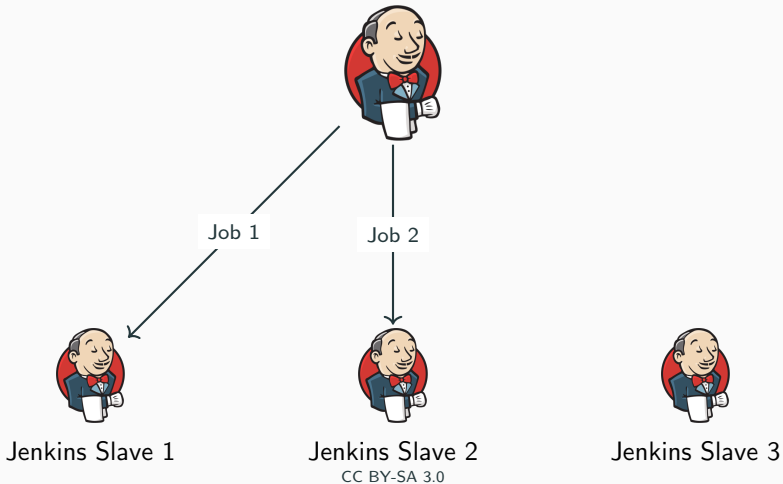 Job 1
Job 2
Jenkins Slave 1
Jenkins Slave 2
Jenkins Slave 3
CC BY-SA 3.0